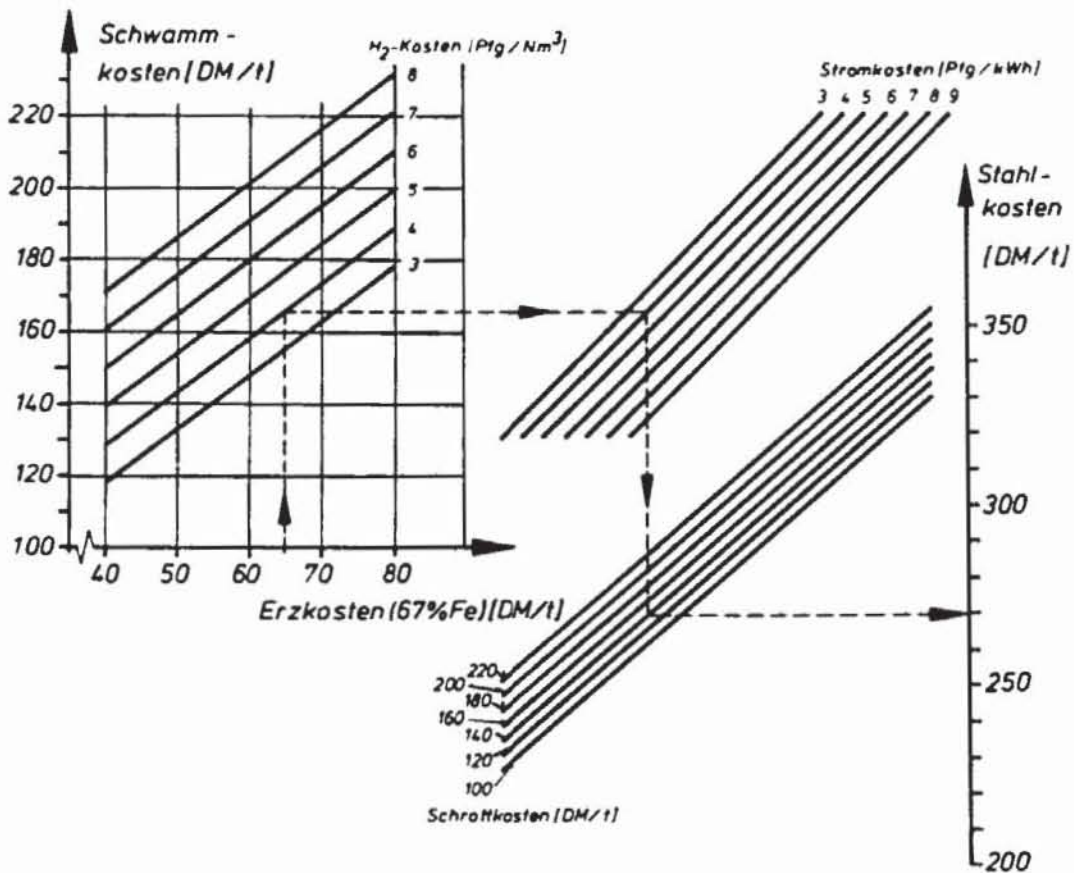 Schwamm -
kosten [DM/t]
H2-Kosten [Pfg/Nm³]
8
7
6
5
4
3
220
200
180
160
140
120
100
40 50 60 70 80
Erzkosten (67%Fe) [DM/t]
Stromkosten [Pfg/kWh]
3 4 5 6 7 8 9
Stahl-
kosten
[DM/t]
350
300
250
200
220
200
180
160
140
120
100
Schrottkosten [DM/t]